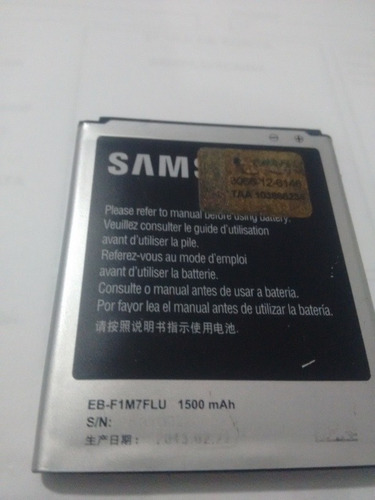 SAMS
3066-12-6146
Please refer to manual before using battery.
Veuillez consulter le guide d'utilisation
avant d'utiliser la pile.
Referez-vous au mode d'emploi
avant d'utiliser la batterie.
Consulte o manual antes de usar a bateria.
Por favor lea el manual antes de utilizar la batería.
请按照说明书指示使用电池.
EB-F1M7FLU 1500 mAh
S/N:
生产日期: